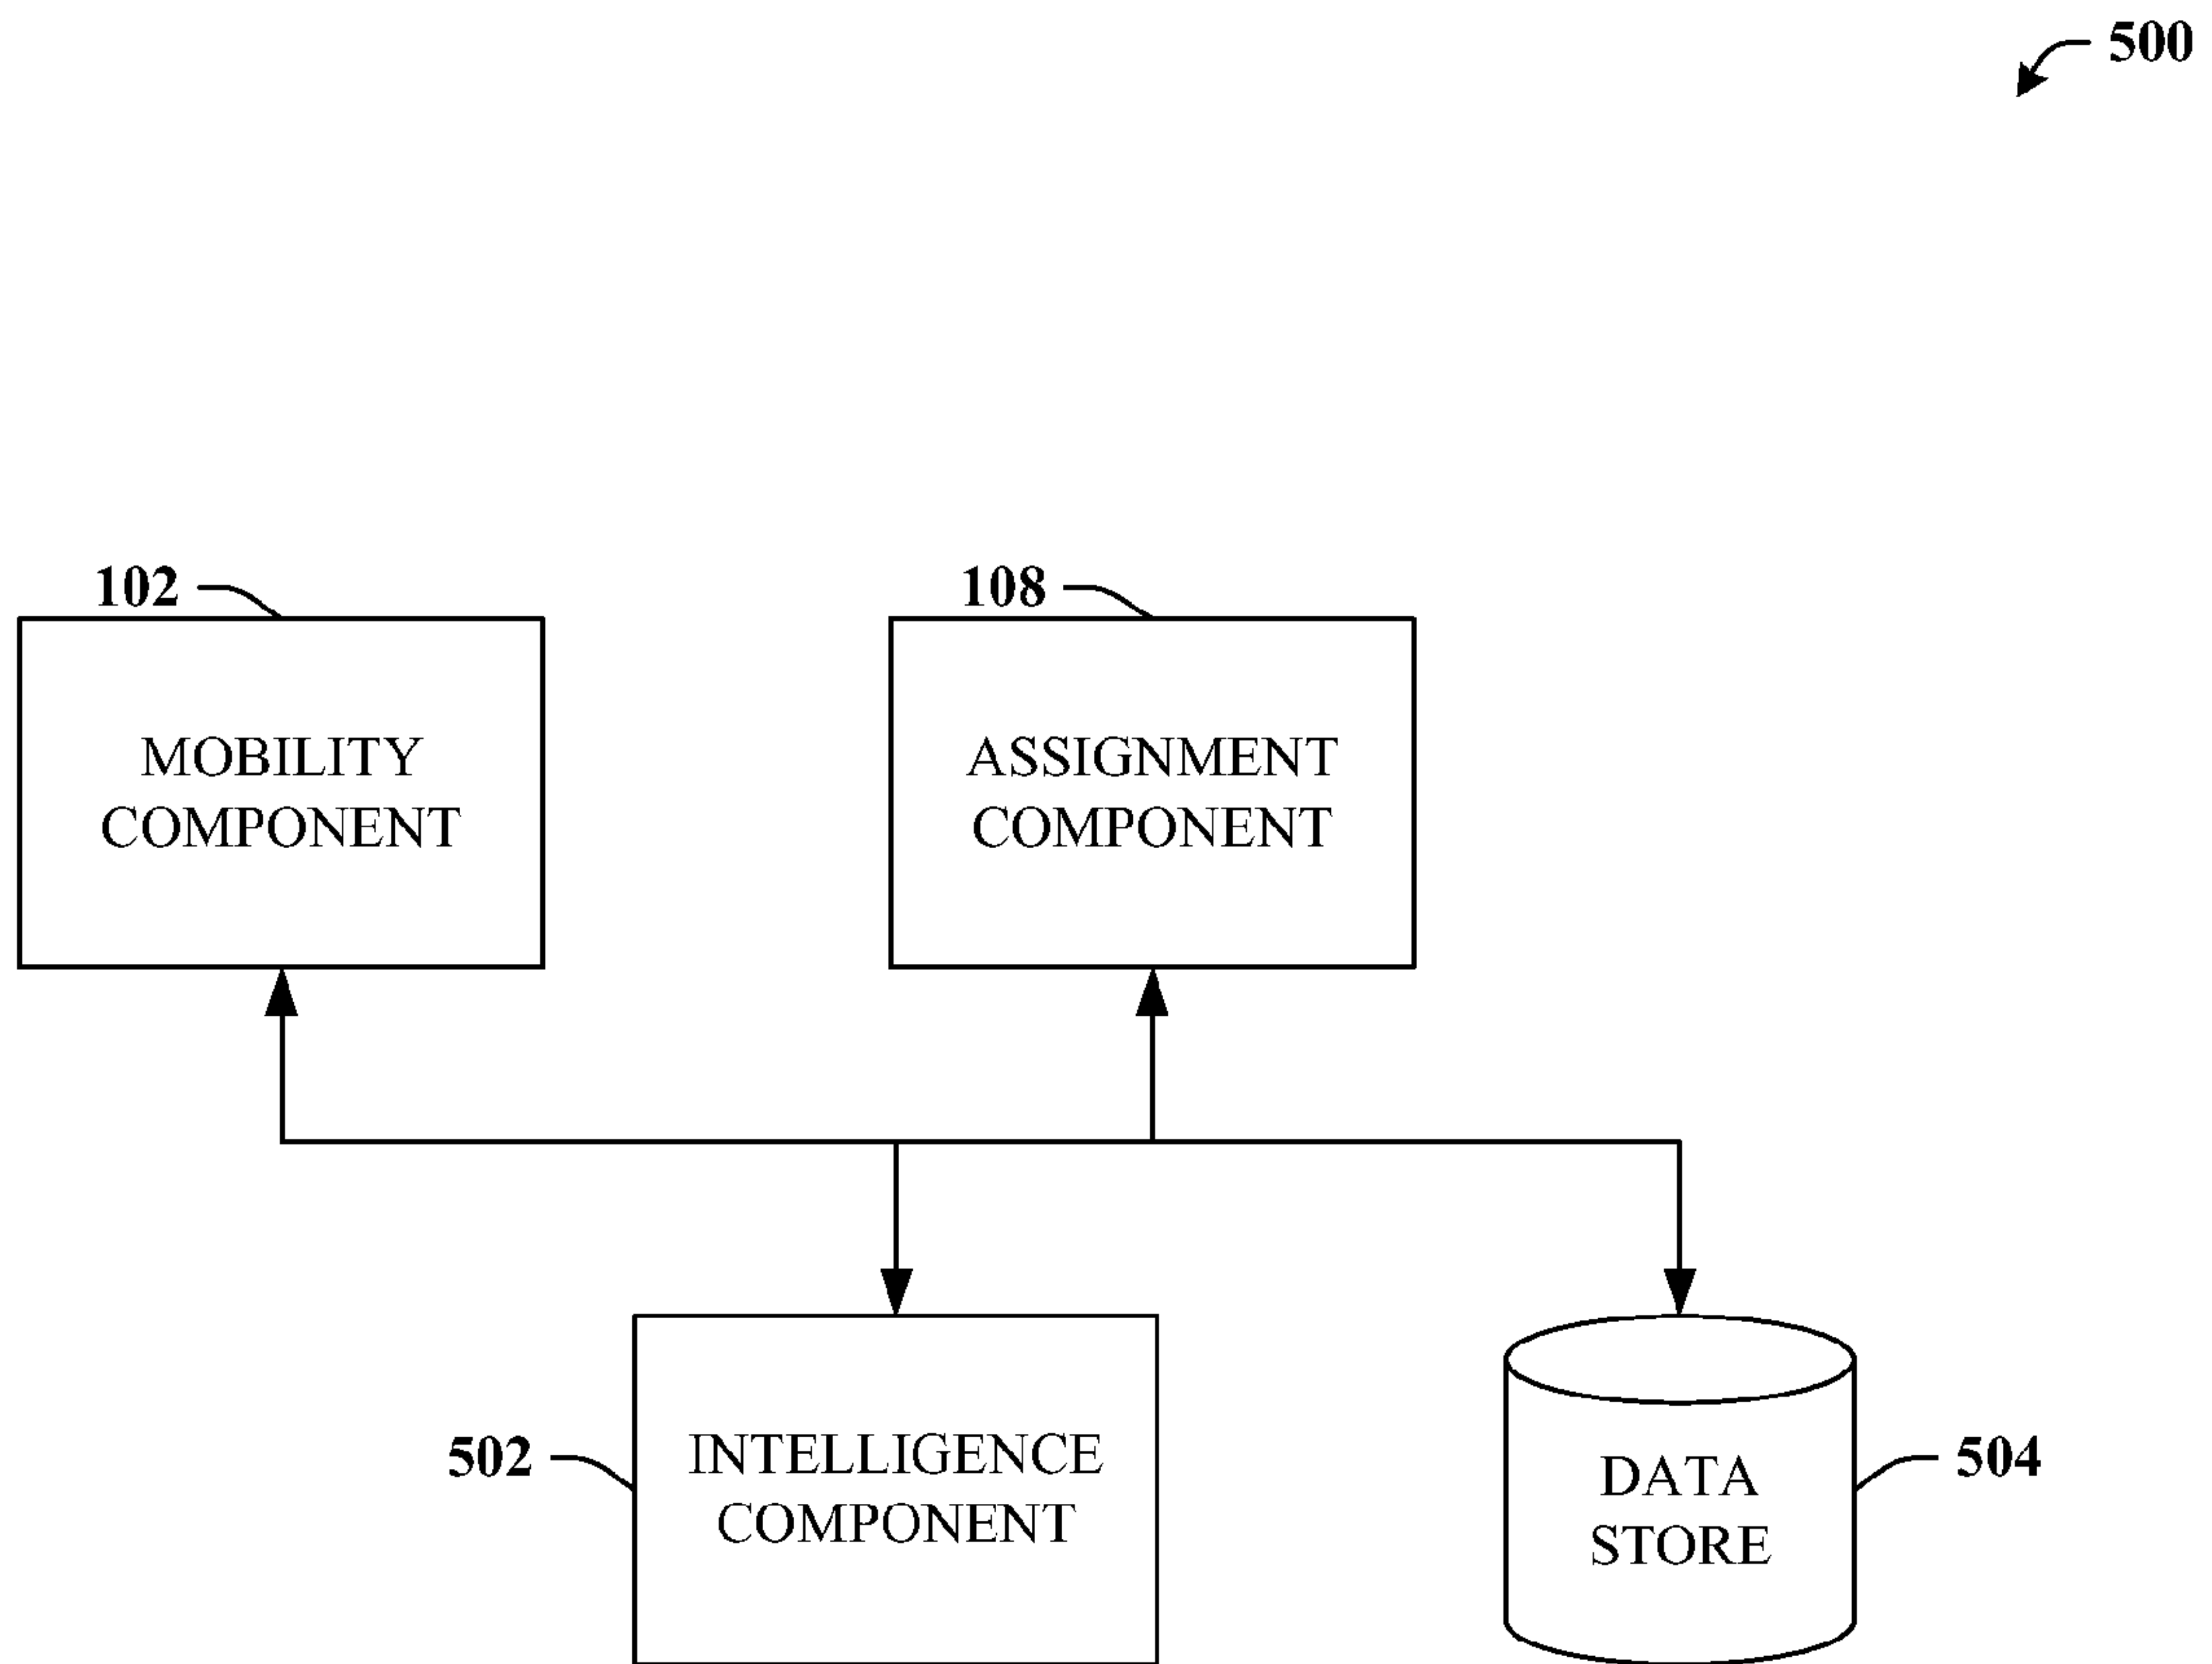 500
102
108
MOBILITY
COMPONENT
ASSIGNMENT
COMPONENT
502
INTELLIGENCE
COMPONENT
DATA
STORE
504